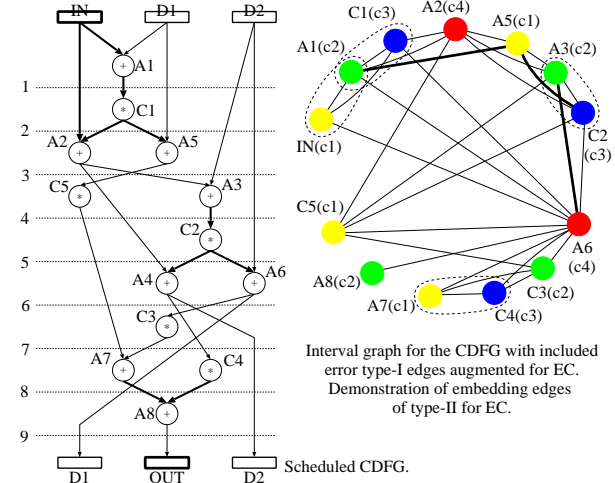 IN D1 D2
+ A1
1
* C1
2
A2 + + A5
3
C5 * + A3
4
C2 *
5
A4 + + A6
6
C3 *
7
A7 + * C4
8
A8 +
9
D1 OUT D2
Scheduled CDFG.
A2(c4)
C1(c3)
A5(c1)
A1(c2)
A3(c2)
IN(c1)
C2
(c3)
C5(c1)
A6
(c4)
A8(c2)
C3(c2)
A7(c1)
C4(c3)
Interval graph for the CDFG with included
error type-I edges augmented for EC.
Demonstration of embedding edges
of type-II for EC.